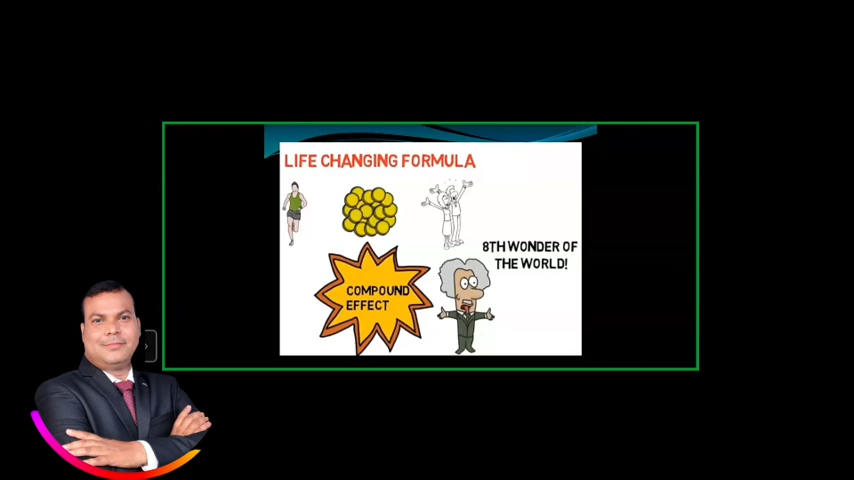 LIFE CHANGING FORMULA
8TH WONDER OF
THE WORLD!
COMPOUND
EFFECT